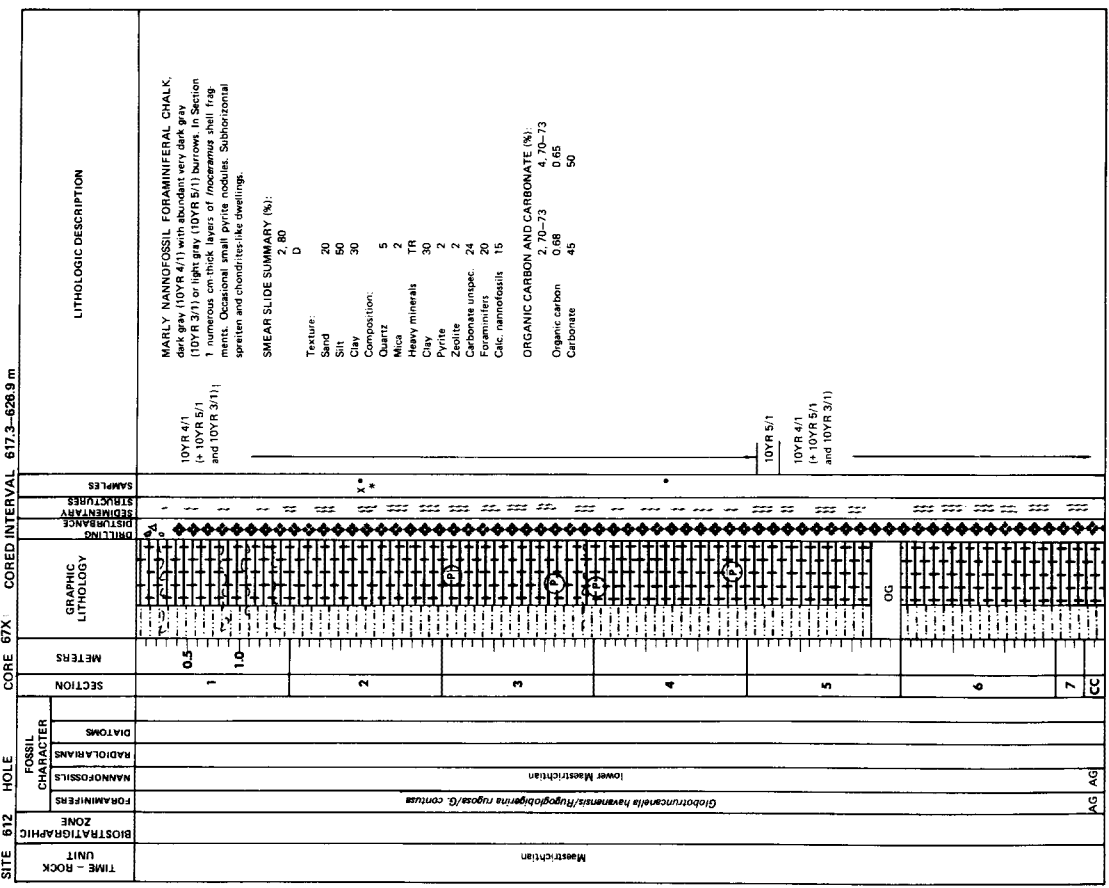 SITE 612 HOLE CORE 67X CORED INTERVAL 617.3–626.9 m
TIME – ROCK
UNIT
BIOSTRATIGRAPHIC
ZONE
FOSSIL
CHARACTER
FORAMINIFERS
NANNOFOSSILS
RADIOLARIANS
DIATOMS
SECTION
METERS
GRAPHIC
LITHOLOGY
DRILLING
DISTURBANCE
SEDIMENTARY
STRUCTURES
SAMPLES
LITHOLOGIC DESCRIPTION
Maestrichtian
Globotruncanella havanensis/Rugoglobigerina rugosa/G. contusa
lower Maestrichtian
AG
AG
1
2
3
4
5
6
7
CC
0.5
1.0
P
P
P
P
OG
X
*
10YR 4/1
(+ 10YR 5/1
and 10YR 3/1)
10YR 5/1
10YR 4/1
(+ 10YR 5/1
and 10YR 3/1)
MARLY NANNOFOSSIL FORAMINIFERAL CHALK,
dark gray (10YR 4/1) with abundant very dark gray
(10YR 3/1) or light gray (10YR 5/1) burrows. In Section
1 numerous cm-thick layers of Inoceramus shell frag-
ments. Occasional small pyrite nodules. Subhorizontal
spreiten and chondrites-like dwellings.
SMEAR SLIDE SUMMARY (%):
2, 80
D
Texture:
Sand 20
Silt 50
Clay 30
Composition:
Quartz 5
Mica 2
Heavy minerals TR
Clay 30
Pyrite 2
Zeolite 2
Carbonate unspec. 24
Foraminifers 20
Calc. nannofossils 15
ORGANIC CARBON AND CARBONATE (%):
2, 70–73 4, 70–73
Organic carbon 0.68 0.65
Carbonate 45 50